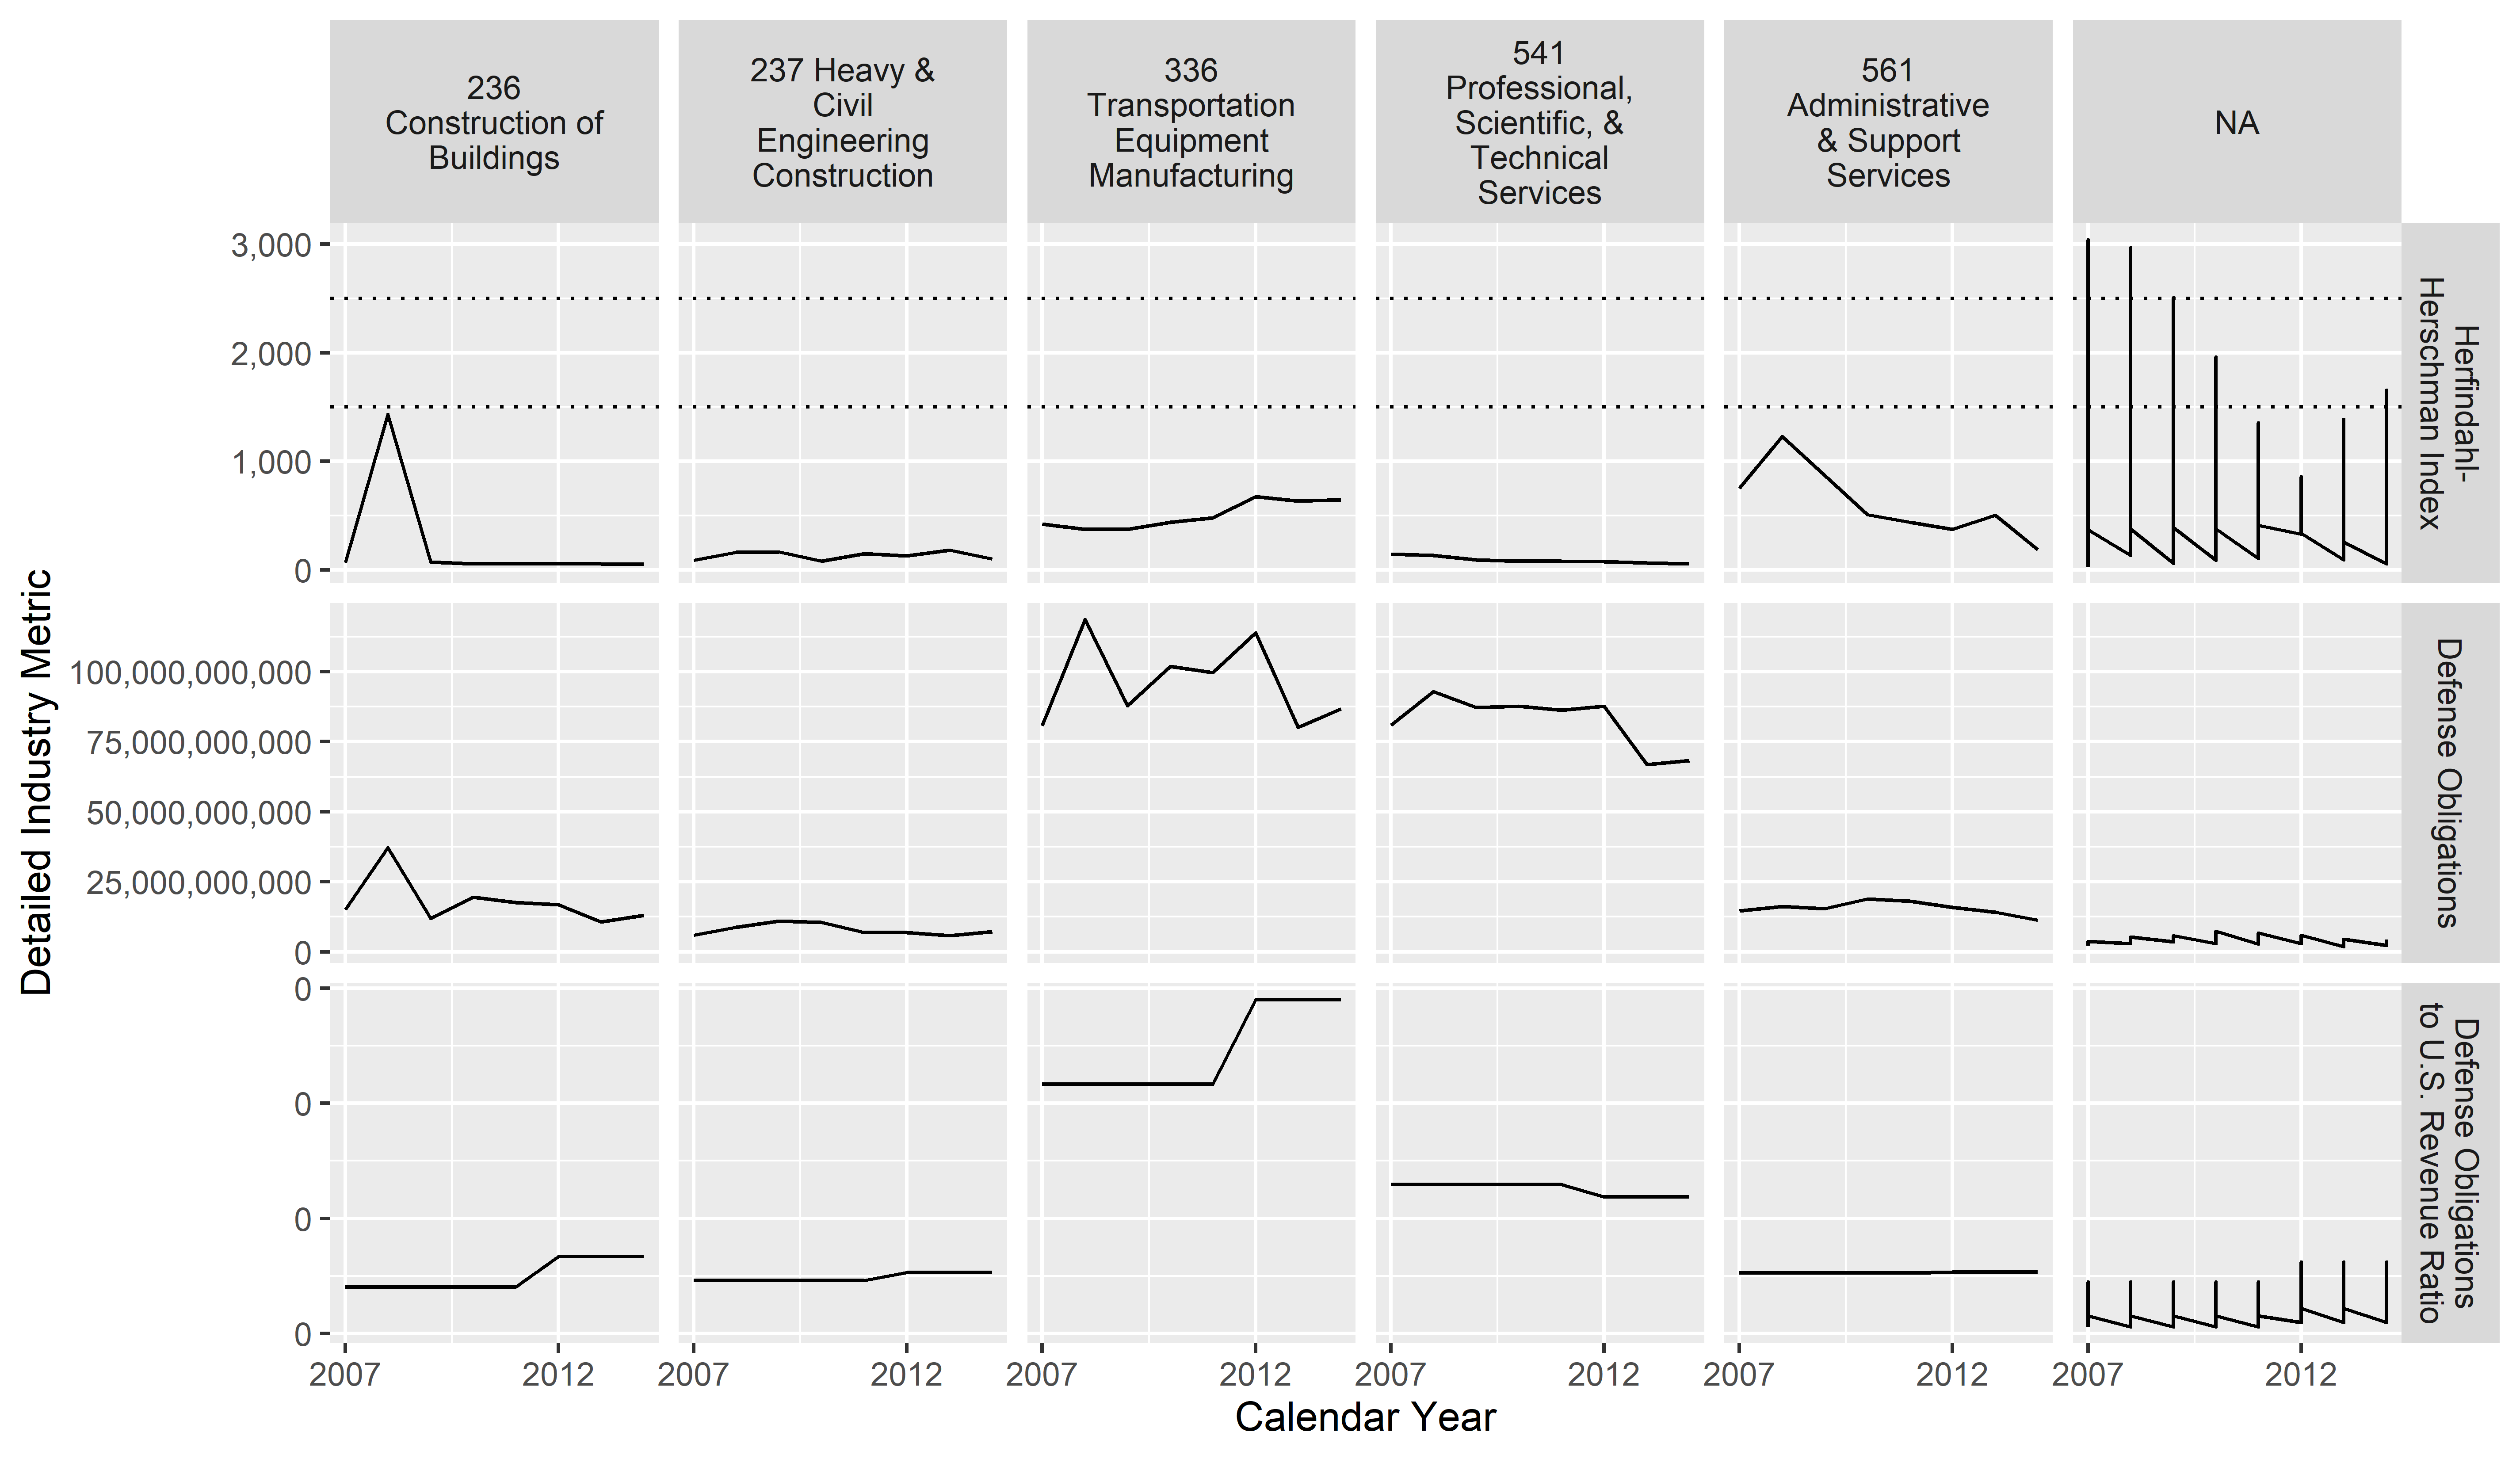 236
Construction of
Buildings
237 Heavy &
Civil
Engineering
Construction
336
Transportation
Equipment
Manufacturing
541
Professional,
Scientific, &
Technical
Services
561
Administrative
& Support
Services
NA
3,000
2,000
1,000
0
Herfindahl-
Herschman Index
100,000,000,000
75,000,000,000
50,000,000,000
25,000,000,000
0
Defense Obligations
0
0
0
0
Defense Obligations
to U.S. Revenue Ratio
Detailed Industry Metric
2007
2012
2007
2012
2007
2012
2007
2012
2007
2012
2007
2012
Calendar Year